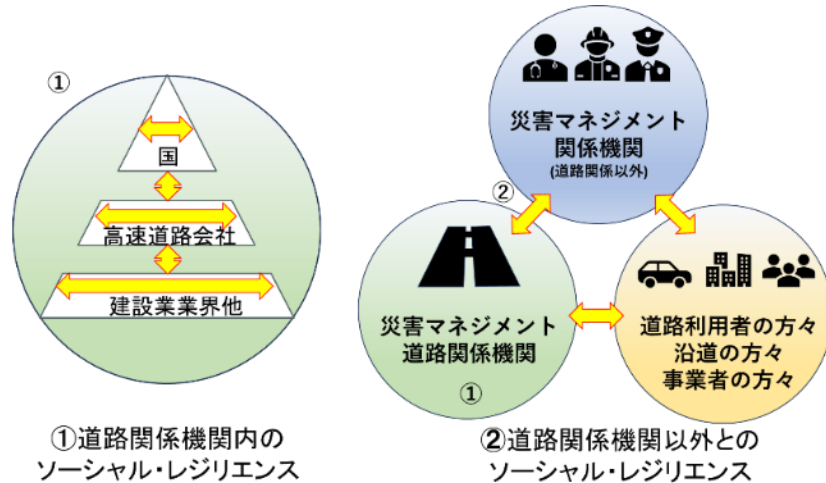 ①
国
高速道路会社
建設業業界他
①道路関係機関内の
ソーシャル・レジリエンス
災害マネジメント
関係機関
(道路関係以外)
②
災害マネジメント
道路関係機関
①
道路利用者の方々
沿道の方々
事業者の方々
②道路関係機関以外との
ソーシャル・レジリエンス